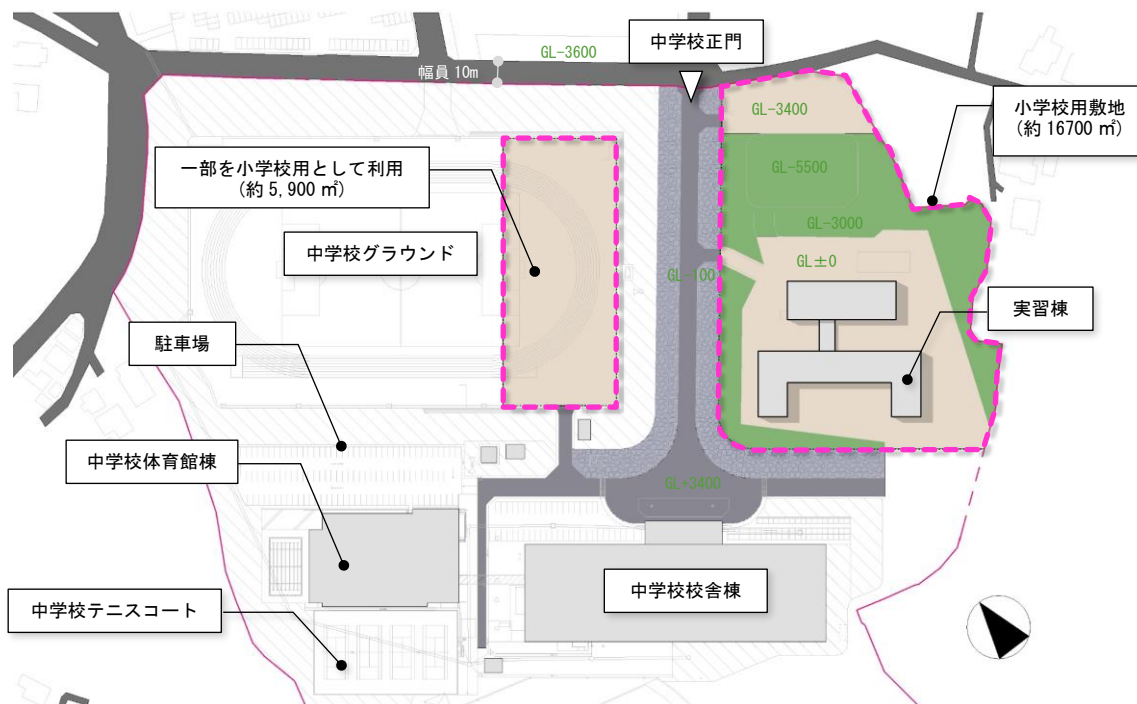 中学校正門
GL-3600
幅員 10m
小学校用敷地
（約 16700 ㎡）
GL-3400
一部を小学校用として利用
（約 5,900 ㎡）
GL-5500
GL-3000
中学校グラウンド
GL±0
GL-100
実習棟
駐車場
中学校体育館棟
GL+3400
中学校校舎棟
中学校テニスコート